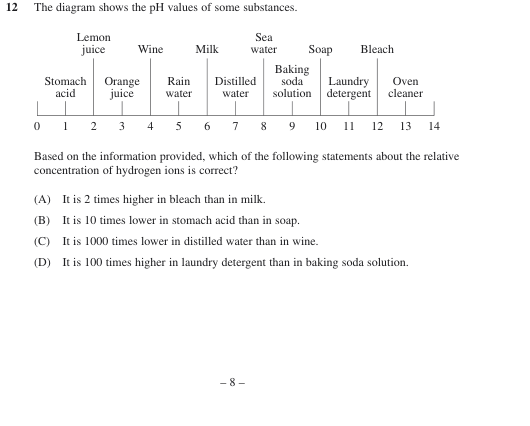 12 The diagram shows the pH values of some substances.
Lemon
juice
Wine
Milk
Sea
water
Soap
Bleach
Stomach
acid
Orange
juice
Rain
water
Distilled
water
Baking
soda
solution
Laundry
detergent
Oven
cleaner
0 1 2 3 4 5 6 7 8 9 10 11 12 13 14
Based on the information provided, which of the following statements about the relative
concentration of hydrogen ions is correct?
(A) It is 2 times higher in bleach than in milk.
(B) It is 10 times lower in stomach acid than in soap.
(C) It is 1000 times lower in distilled water than in wine.
(D) It is 100 times higher in laundry detergent than in baking soda solution.
– 8 –